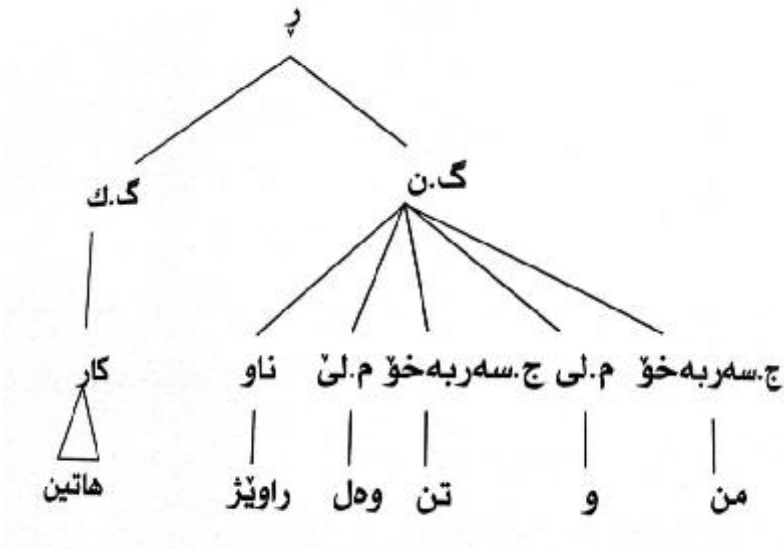 ڕ
گ.ن گ.ك
ج.سەربەخۆ م.لی ج.سەربەخۆ م.لێ ناو كار
من و تن وەل راوێژ هاتین